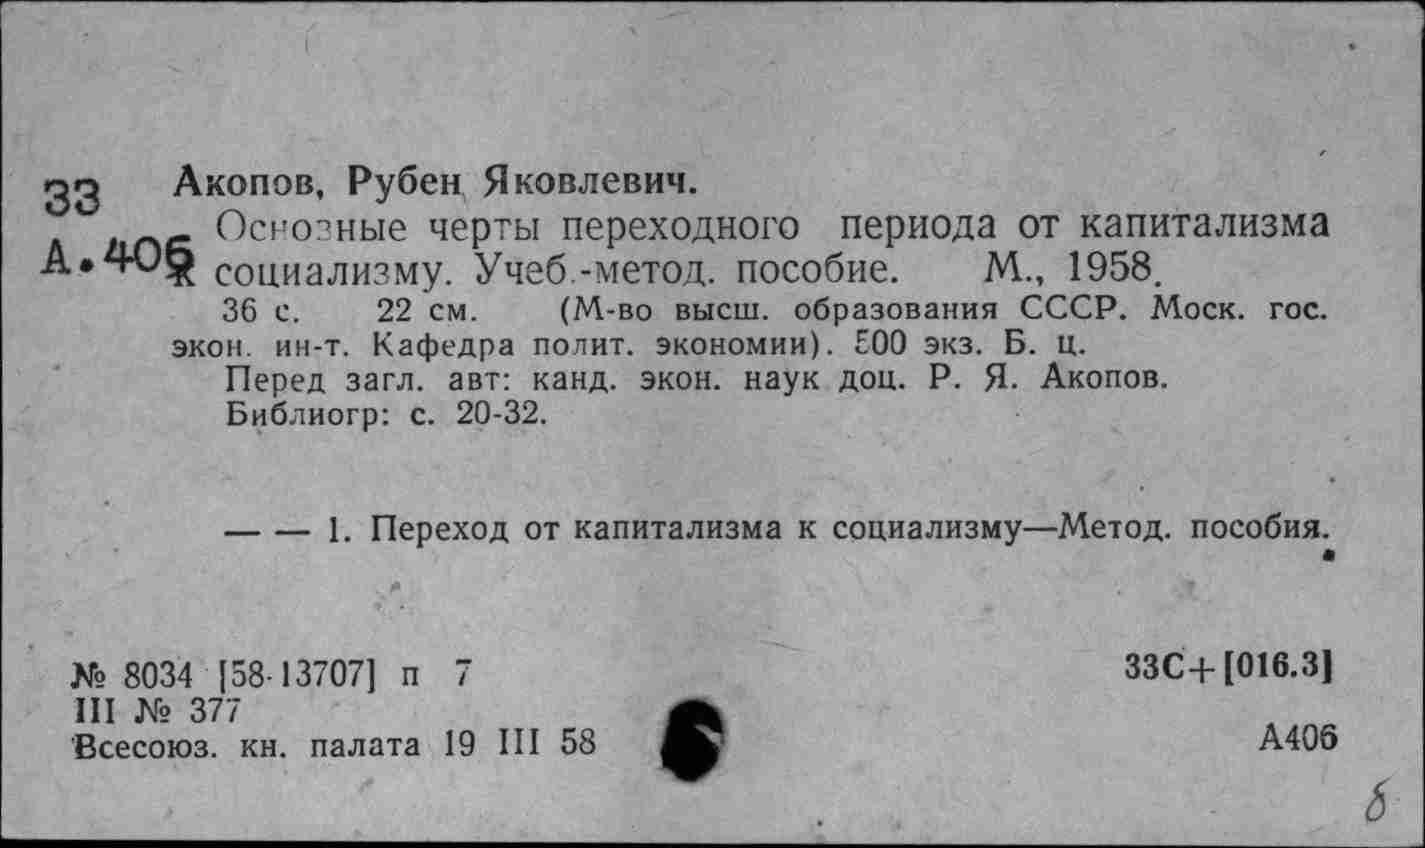 33 Акопов, Рубен Яковлевич.
Основные черты переходного периода от капитализма
А.406 к социализму. Учеб.-метод. пособие. М., 1958.
36 с. 22 см. (М-во высш. образования СССР. Моск. гос.
экон. ин-т. Кафедра полит. экономии). 500 экз. Б. ц.
Перед загл. авт: канд. экон. наук доц. Р. Я. Акопов.
Библиогр: с. 20-32.
— — 1. Переход от капитализма к социализму—Метод. пособия.
№ 8034 [58-13707] п 7
33С+[016.3]
III № 377
Всесоюз. кн. палата 19 III 58
А406
б